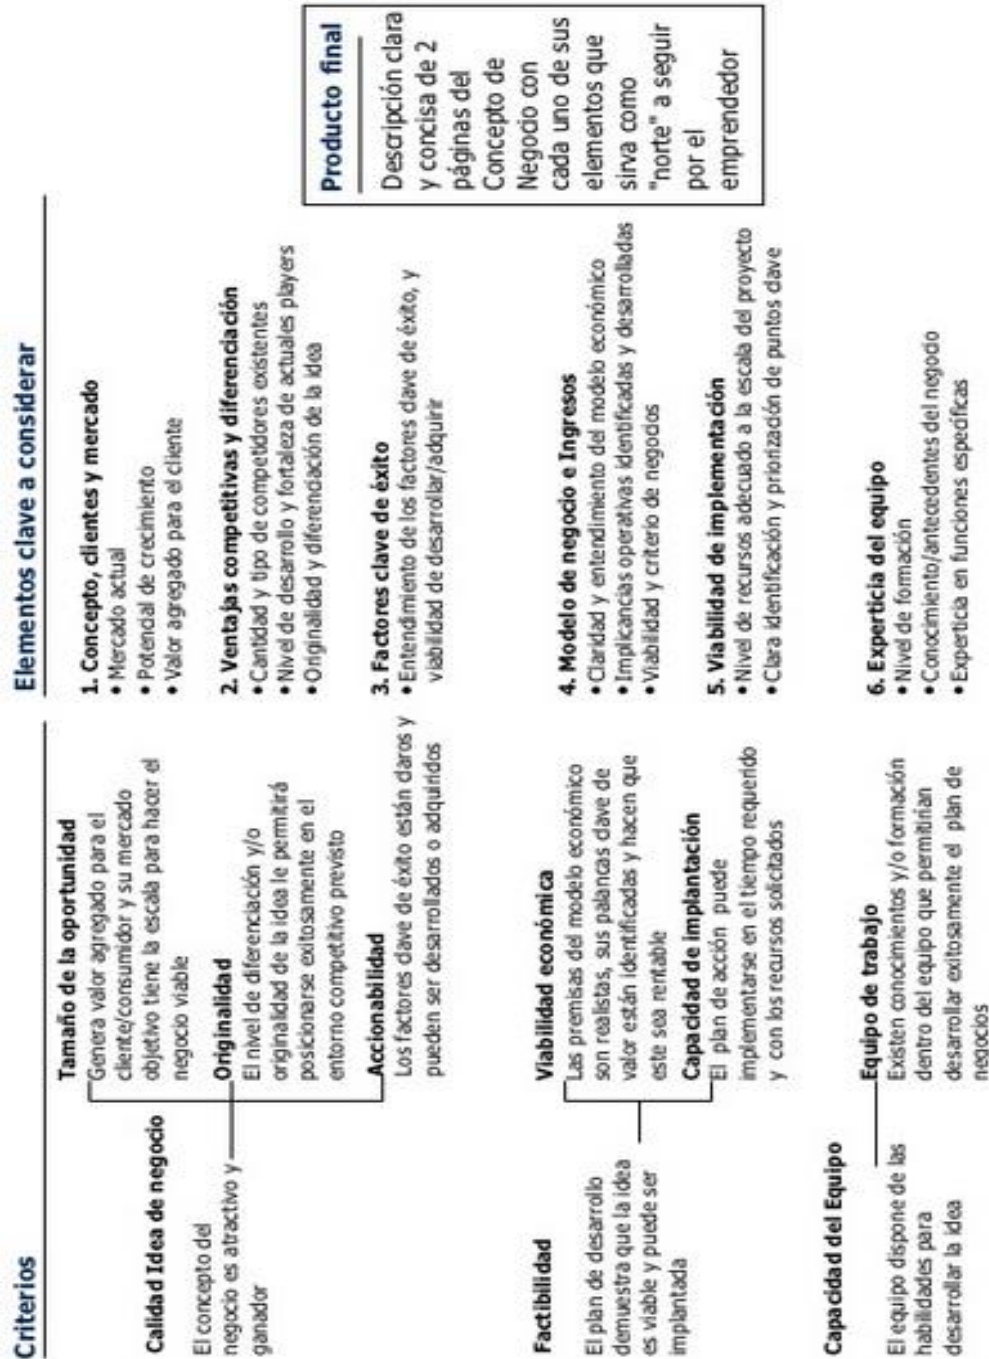 Criterios
Calidad Idea de negocio
El concepto del
negocio es atractivo y
ganador
Tamaño de la oportunidad
Genera valor agregado para el
cliente/consumidor y su mercado
objetivo tiene la escala para hacer el
negocio viable
Originalidad
El nivel de diferenciación y/o
originalidad de la idea le permitirá
posicionarse exitosamente en el
entorno competitivo previsto
Accionabilidad
Los factores clave de éxito están claros y
pueden ser desarrollados o adquiridos
Factibilidad
El plan de desarrollo
demuestra que la idea
es viable y puede ser
implantada
Viabilidad económica
Las premisas del modelo económico
son realistas, sus palancas clave de
valor están identificadas y hacen que
este sea rentable
Capacidad de implantación
El plan de acción puede
implementarse en el tiempo requerido
y con los recursos solicitados
Capacidad del Equipo
El equipo dispone de las
habilidades para
desarrollar la idea
Equipo de trabajo
Existen conocimientos y/o formación
dentro del equipo que permitirían
desarrollar exitosamente el plan de
negocios
Elementos clave a considerar
1. Concepto, clientes y mercado
• Mercado actual
• Potencial de crecimiento
• Valor agregado para el cliente
2. Ventajas competitivas y diferenciación
• Cantidad y tipo de competidores existentes
• Nivel de desarrollo y fortaleza de actuales players
• Originalidad y diferenciación de la idea
3. Factores clave de éxito
• Entendimiento de los factores clave de éxito, y
viabilidad de desarrollar/adquirir
4. Modelo de negocio e Ingresos
• Claridad y entendimiento del modelo económico
• Implicancias operativas identificadas y desarrolladas
• Viabilidad y criterio de negocios
5. Viabilidad de implementación
• Nivel de recursos adecuado a la escala del proyecto
• Clara identificación y priorización de puntos clave
6. Experticia del equipo
• Nivel de formación
• Conocimiento/antecedentes del negocio
• Experticia en funciones específicas
Producto final
Descripción clara
y concisa de 2
páginas del
Concepto de
Negocio con
cada uno de sus
elementos que
sirva como
"norte" a seguir
por el
emprendedor